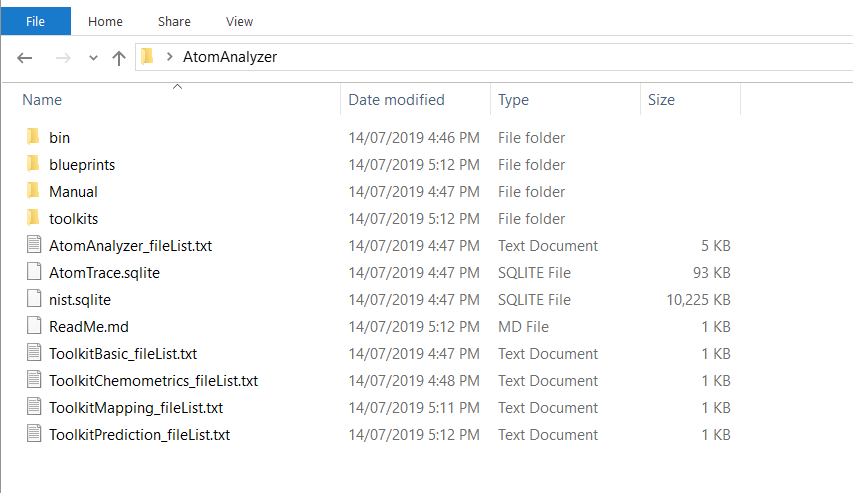 File Home Share View
AtomAnalyzer
Name Date modified Type Size
bin 14/07/2019 4:46 PM File folder
blueprints 14/07/2019 5:12 PM File folder
Manual 14/07/2019 4:47 PM File folder
toolkits 14/07/2019 5:12 PM File folder
AtomAnalyzer_fileList.txt 14/07/2019 4:47 PM Text Document 5 KB
AtomTrace.sqlite 14/07/2019 4:47 PM SQLITE File 93 KB
nist.sqlite 14/07/2019 4:47 PM SQLITE File 10,225 KB
ReadMe.md 14/07/2019 5:12 PM MD File 1 KB
ToolkitBasic_fileList.txt 14/07/2019 4:47 PM Text Document 1 KB
ToolkitChemometrics_fileList.txt 14/07/2019 4:48 PM Text Document 1 KB
ToolkitMapping_fileList.txt 14/07/2019 5:11 PM Text Document 1 KB
ToolkitPrediction_fileList.txt 14/07/2019 5:12 PM Text Document 1 KB